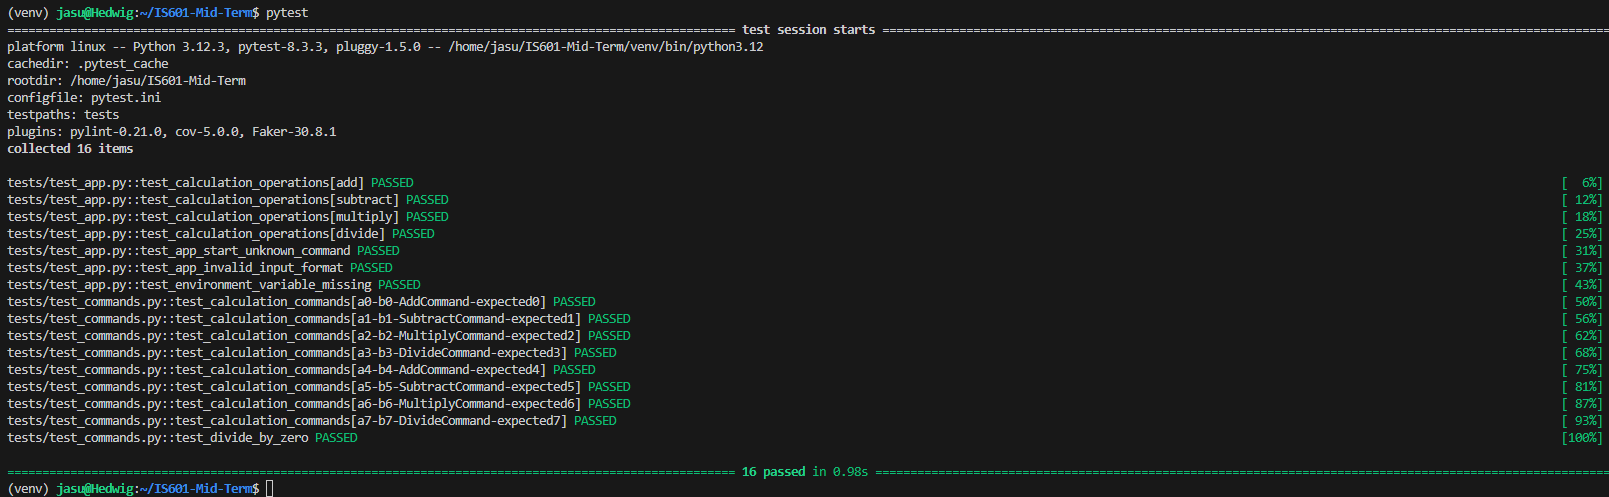 (venv) jasu@Hedwig:~/IS601-Mid-Term$ pytest
test session starts
platform linux -- Python 3.12.3, pytest-8.3.3, pluggy-1.5.0 -- /home/jasu/IS601-Mid-Term/venv/bin/python3.12
cachedir: .pytest_cache
rootdir: /home/jasu/IS601-Mid-Term
configfile: pytest.ini
testpaths: tests
plugins: pylint-0.21.0, cov-5.0.0, Faker-30.8.1
collected 16 items
tests/test_app.py::test_calculation_operations[add] PASSED [  6%]
tests/test_app.py::test_calculation_operations[subtract] PASSED [ 12%]
tests/test_app.py::test_calculation_operations[multiply] PASSED [ 18%]
tests/test_app.py::test_calculation_operations[divide] PASSED [ 25%]
tests/test_app.py::test_app_start_unknown_command PASSED [ 31%]
tests/test_app.py::test_app_invalid_input_format PASSED [ 37%]
tests/test_app.py::test_environment_variable_missing PASSED [ 43%]
tests/test_commands.py::test_calculation_commands[a0-b0-AddCommand-expected0] PASSED [ 50%]
tests/test_commands.py::test_calculation_commands[a1-b1-SubtractCommand-expected1] PASSED [ 56%]
tests/test_commands.py::test_calculation_commands[a2-b2-MultiplyCommand-expected2] PASSED [ 62%]
tests/test_commands.py::test_calculation_commands[a3-b3-DivideCommand-expected3] PASSED [ 68%]
tests/test_commands.py::test_calculation_commands[a4-b4-AddCommand-expected4] PASSED [ 75%]
tests/test_commands.py::test_calculation_commands[a5-b5-SubtractCommand-expected5] PASSED [ 81%]
tests/test_commands.py::test_calculation_commands[a6-b6-MultiplyCommand-expected6] PASSED [ 87%]
tests/test_commands.py::test_calculation_commands[a7-b7-DivideCommand-expected7] PASSED [ 93%]
tests/test_commands.py::test_divide_by_zero PASSED [100%]
16 passed in 0.98s
(venv) jasu@Hedwig:~/IS601-Mid-Term$